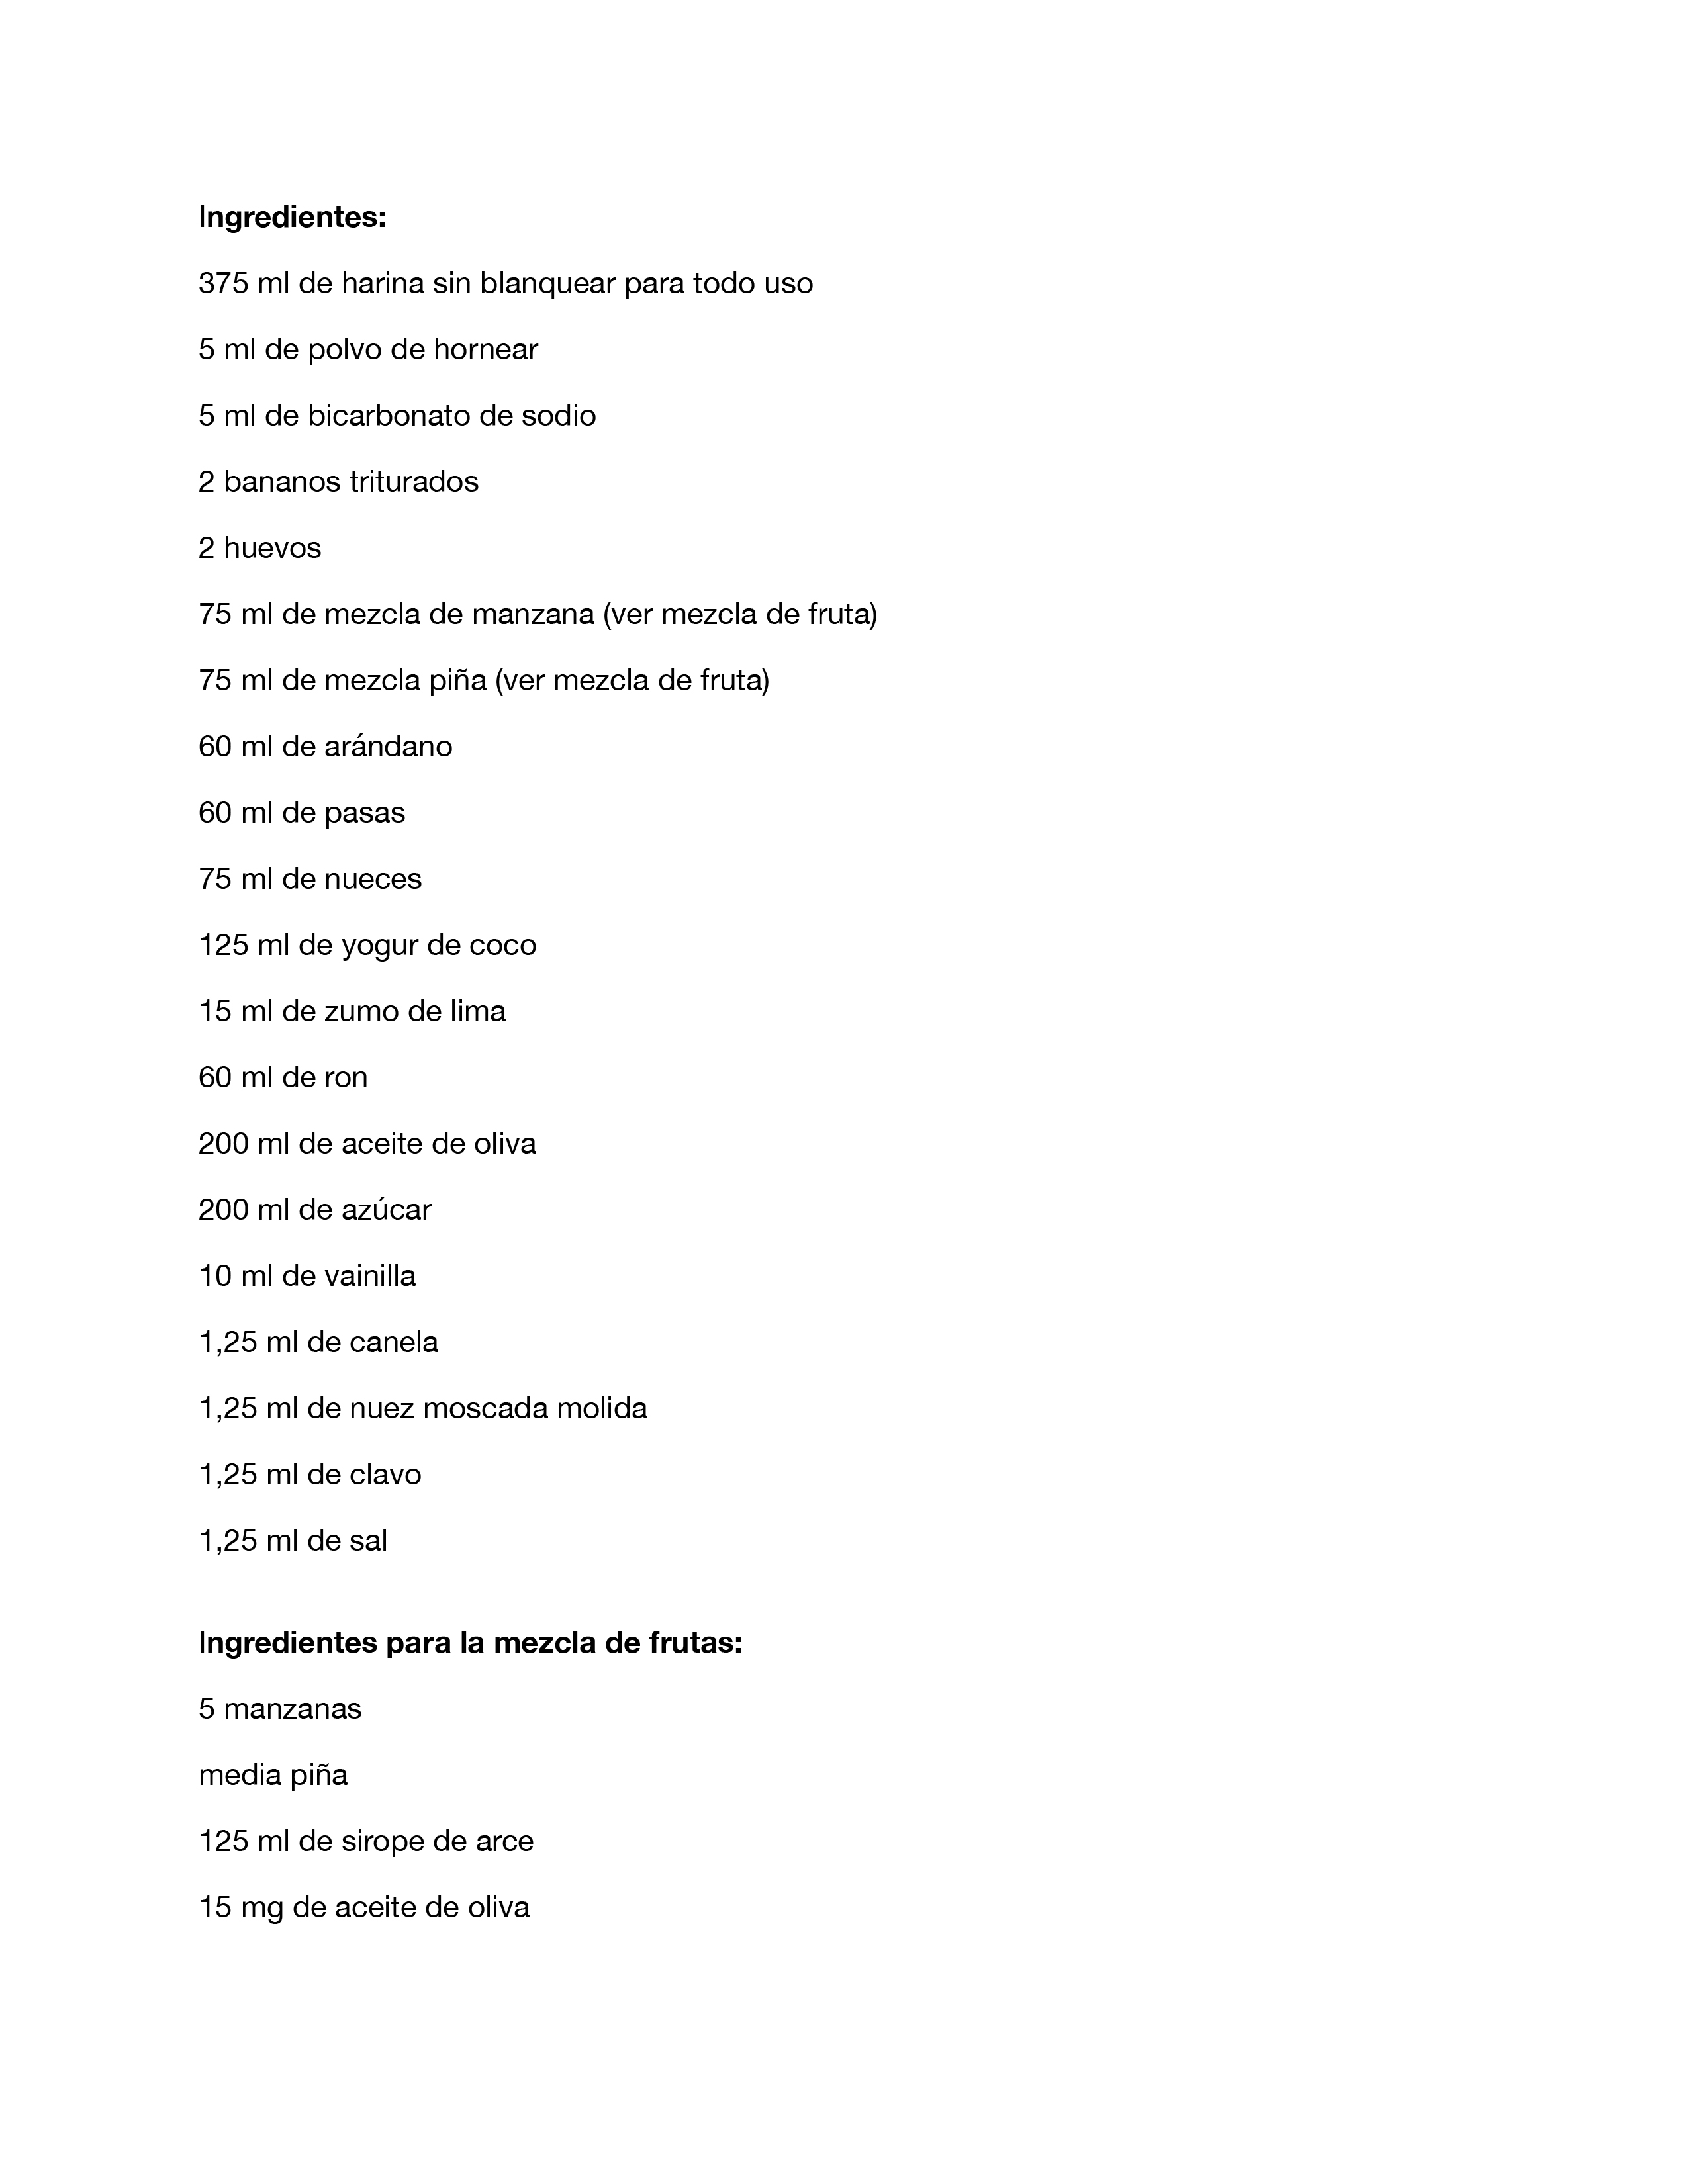 Ingredientes:
375 ml de harina sin blanquear para todo uso
5 ml de polvo de hornear
5 ml de bicarbonato de sodio
2 bananos triturados
2 huevos
75 ml de mezcla de manzana (ver mezcla de fruta)
75 ml de mezcla piña (ver mezcla de fruta)
60 ml de arándano
60 ml de pasas
75 ml de nueces
125 ml de yogur de coco
15 ml de zumo de lima
60 ml de ron
200 ml de aceite de oliva
200 ml de azúcar
10 ml de vainilla
1,25 ml de canela
1,25 ml de nuez moscada molida
1,25 ml de clavo
1,25 ml de sal
Ingredientes para la mezcla de frutas:
5 manzanas
media piña
125 ml de sirope de arce
15 mg de aceite de oliva